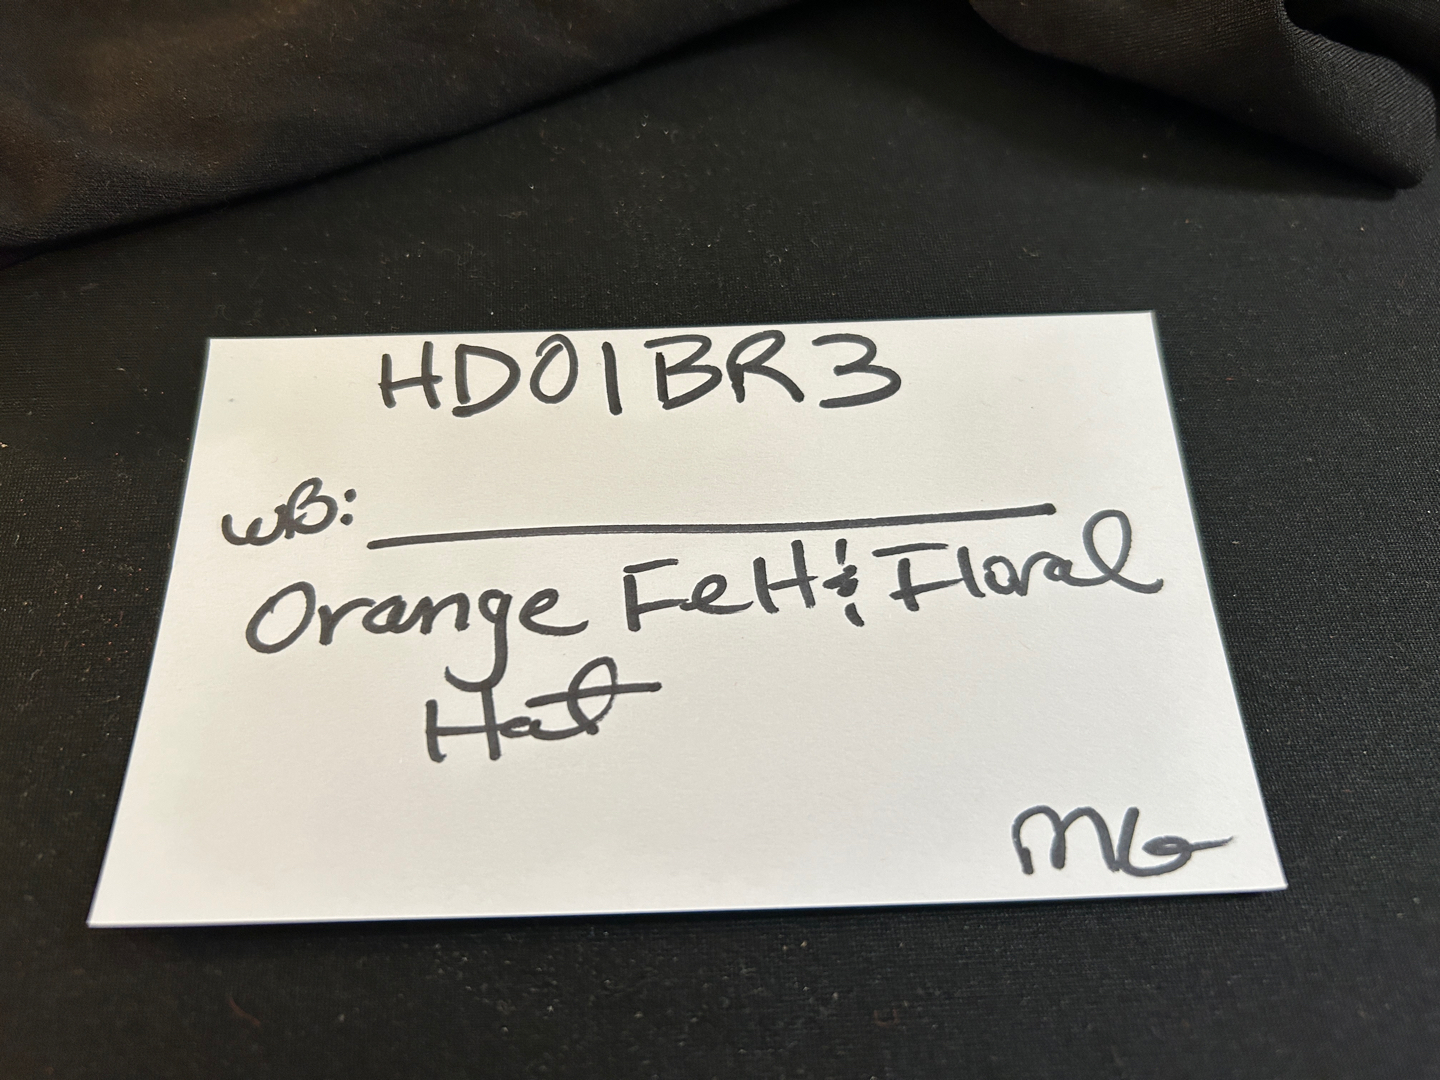 HD01BR3
WB:
Orange Felt & Floral
Hat
MG